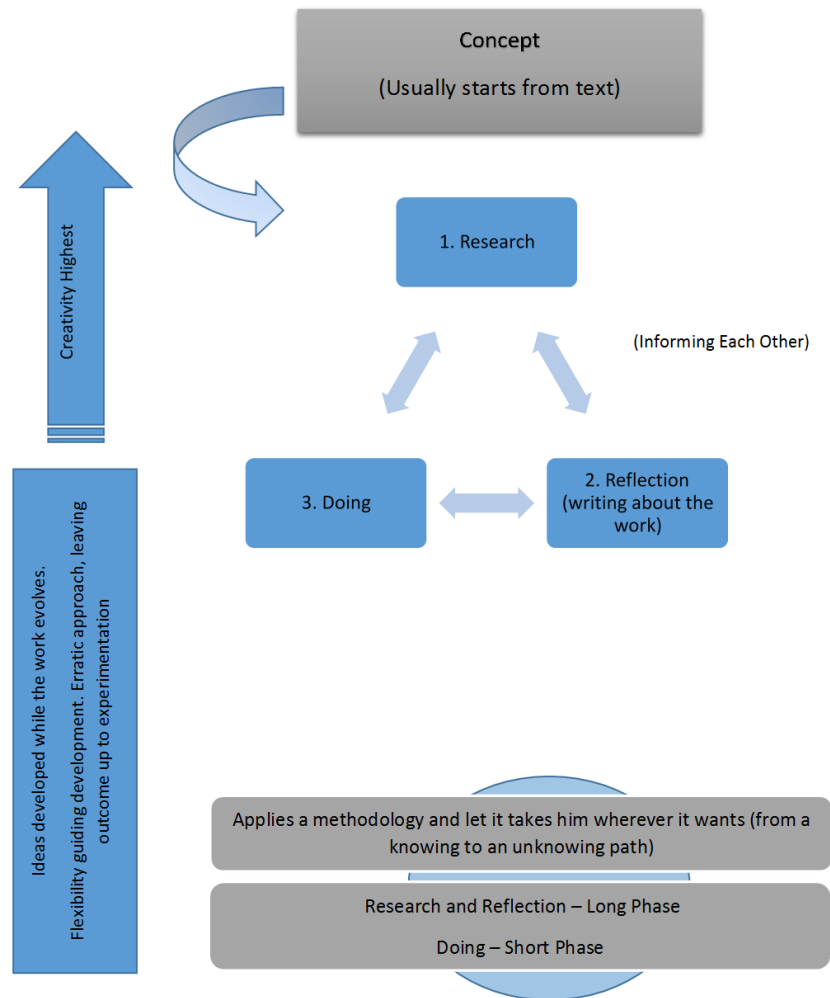 Concept
(Usually starts from text)
Creativity Highest
1. Research
(Informing Each Other)
3. Doing
2. Reflection
(writing about the
work)
Ideas developed while the work evolves.
Flexibility guiding development. Erratic approach, leaving
outcome up to experimentation
Applies a methodology and let it takes him wherever it wants (from a
knowing to an unknowing path)
Research and Reflection – Long Phase
Doing – Short Phase